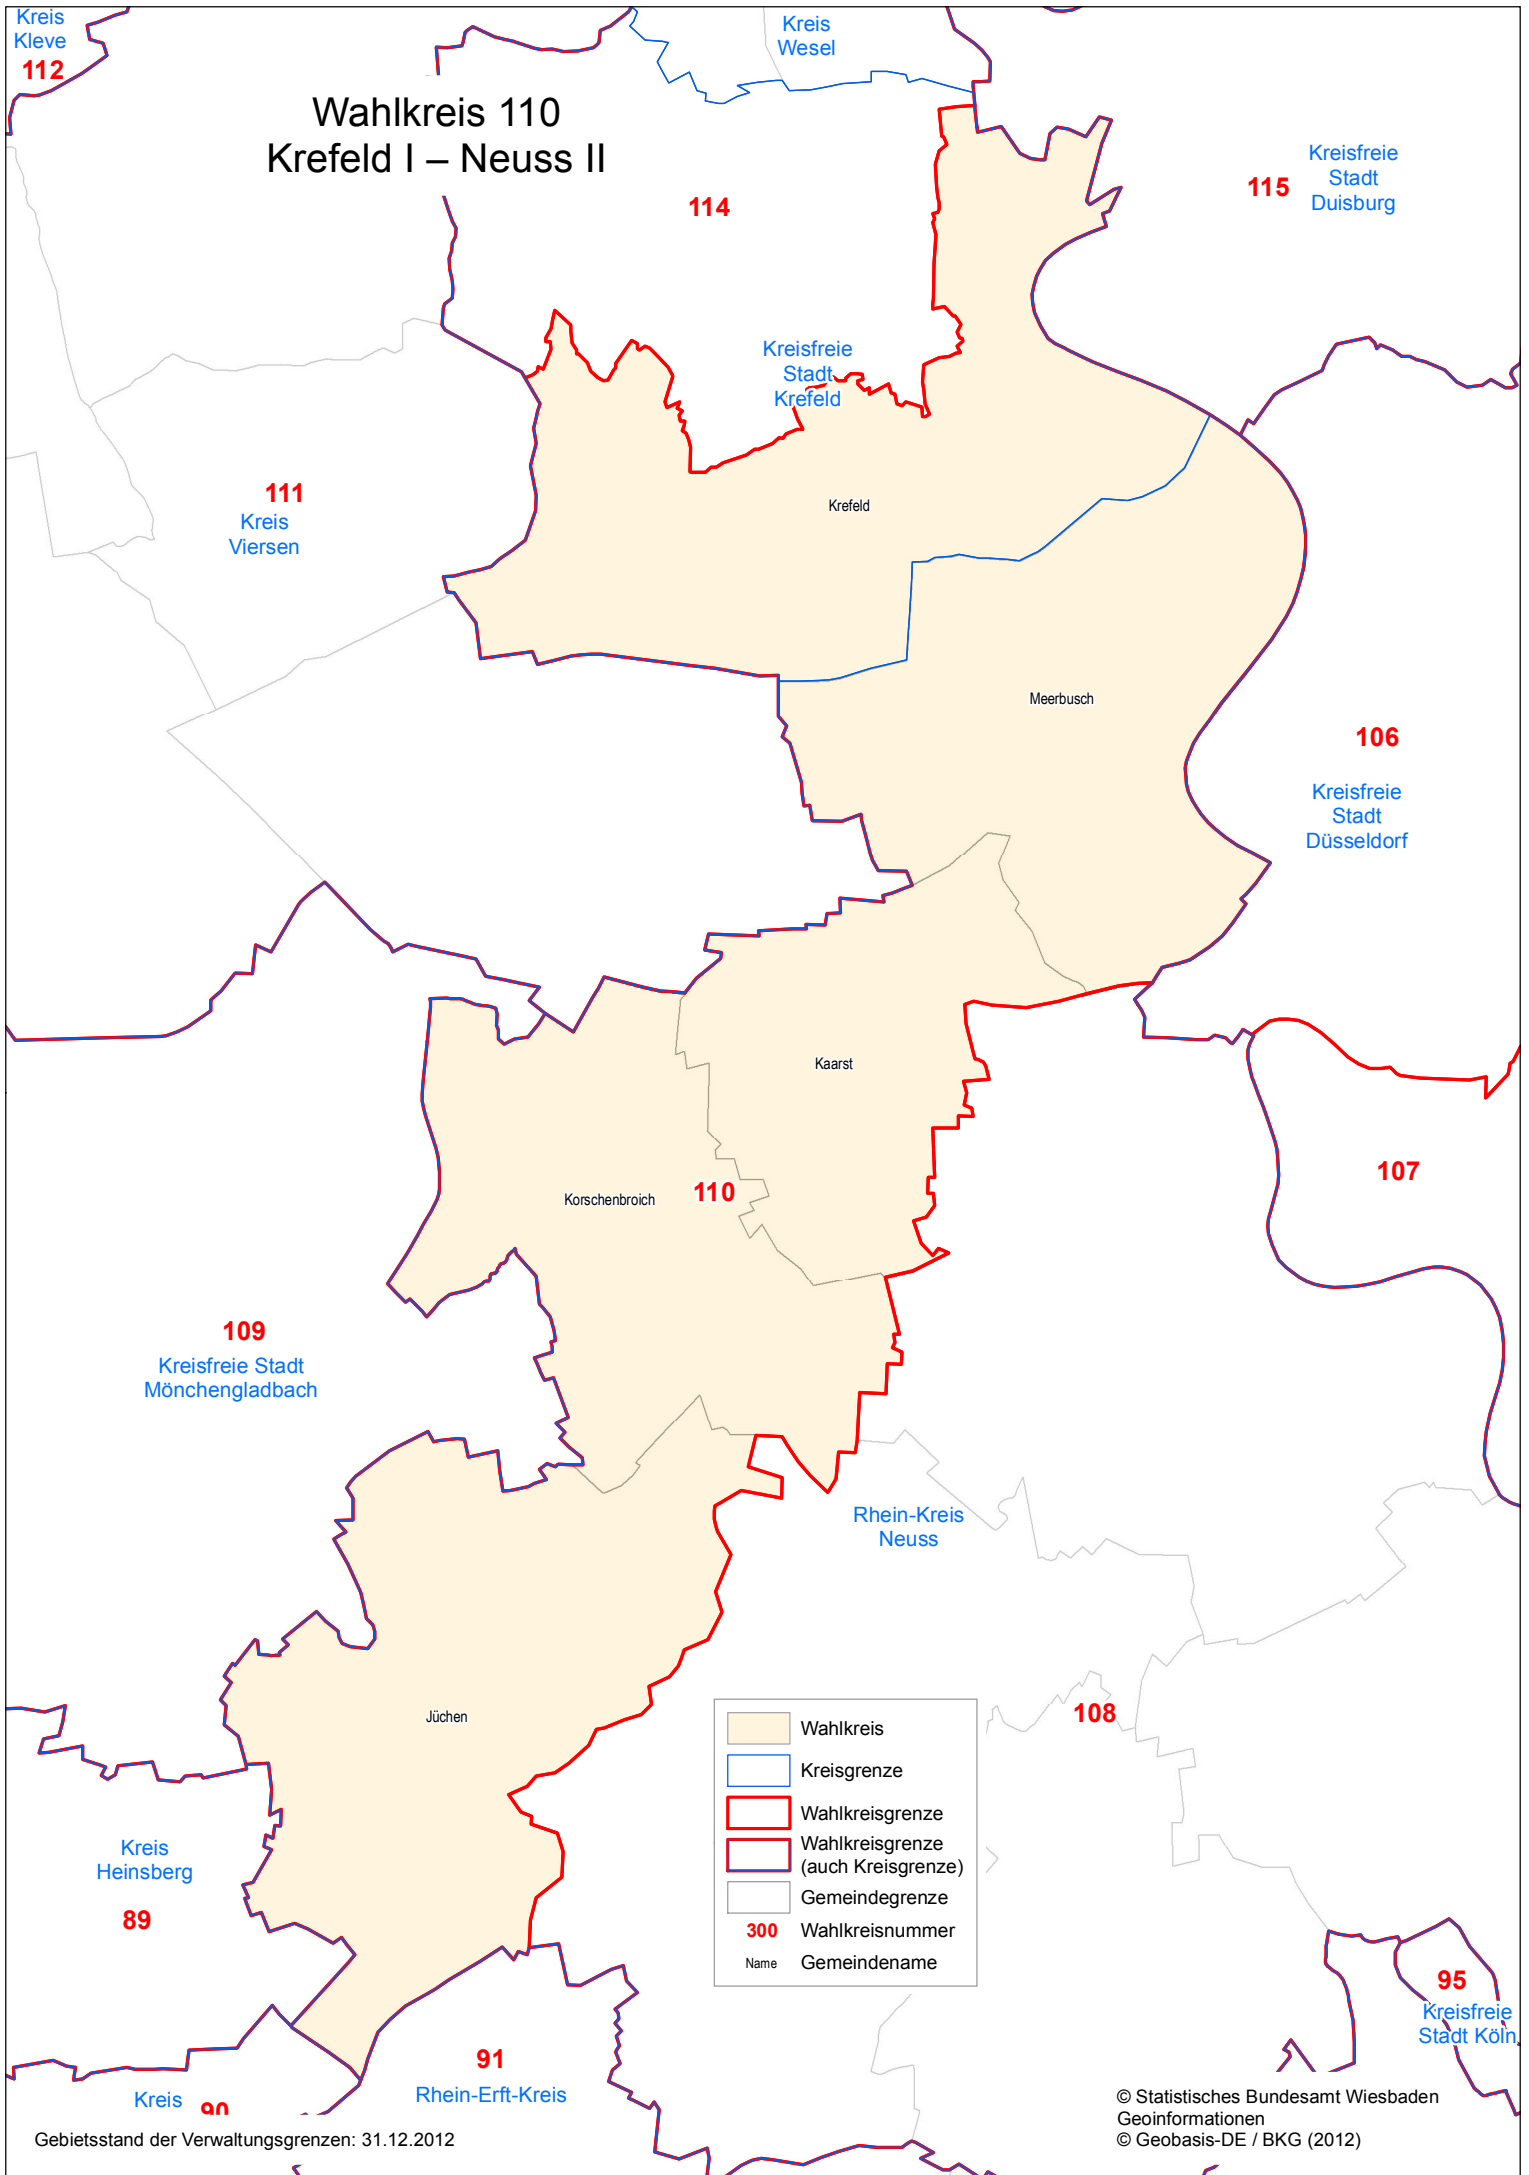 Kreis
Kleve
112
Kreis
Wesel
Wahlkreis 110
Krefeld I – Neuss II
114
115
Kreisfreie
Stadt
Duisburg
Kreisfreie
Stadt
Krefeld
111
Kreis
Viersen
Krefeld
Meerbusch
106
Kreisfreie
Stadt
Düsseldorf
Kaarst
107
Korschenbroich
110
109
Kreisfreie Stadt
Mönchengladbach
Rhein-Kreis
Neuss
108
Jüchen
Wahlkreis
Kreisgrenze
Wahlkreisgrenze
Wahlkreisgrenze
(auch Kreisgrenze)
Gemeindegrenze
300 Wahlkreisnummer
Name Gemeindename
Kreis
Heinsberg
89
95
Kreisfreie
Stadt Köln
91
Rhein-Erft-Kreis
Kreis
90
© Statistisches Bundesamt Wiesbaden
Geoinformationen
© Geobasis-DE / BKG (2012)
Gebietsstand der Verwaltungsgrenzen: 31.12.2012